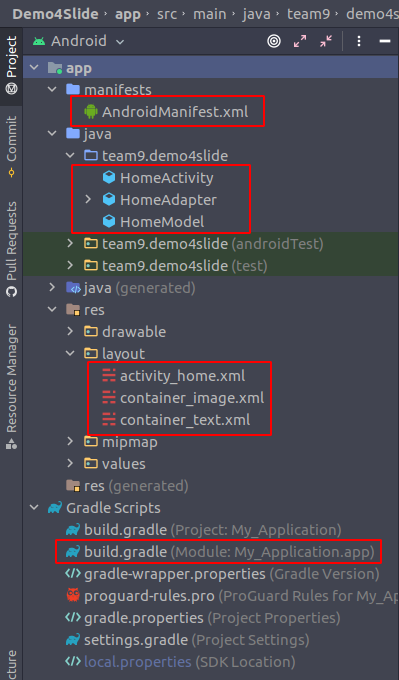 Demo4Slide › app › src › main › java › team9 › demo4s
Project
Android
app
manifests
AndroidManifest.xml
Commit
java
team9.demo4slide
HomeActivity
HomeAdapter
HomeModel
Pull Requests
team9.demo4slide (androidTest)
team9.demo4slide (test)
java (generated)
res
drawable
Resource Manager
layout
activity_home.xml
container_image.xml
container_text.xml
mipmap
values
res (generated)
Gradle Scripts
build.gradle (Project: My_Application)
build.gradle (Module: My_Application.app)
gradle-wrapper.properties (Gradle Version)
proguard-rules.pro (ProGuard Rules for My_Ap
gradle.properties (Project Properties)
settings.gradle (Project Settings)
local.properties (SDK Location)
cture